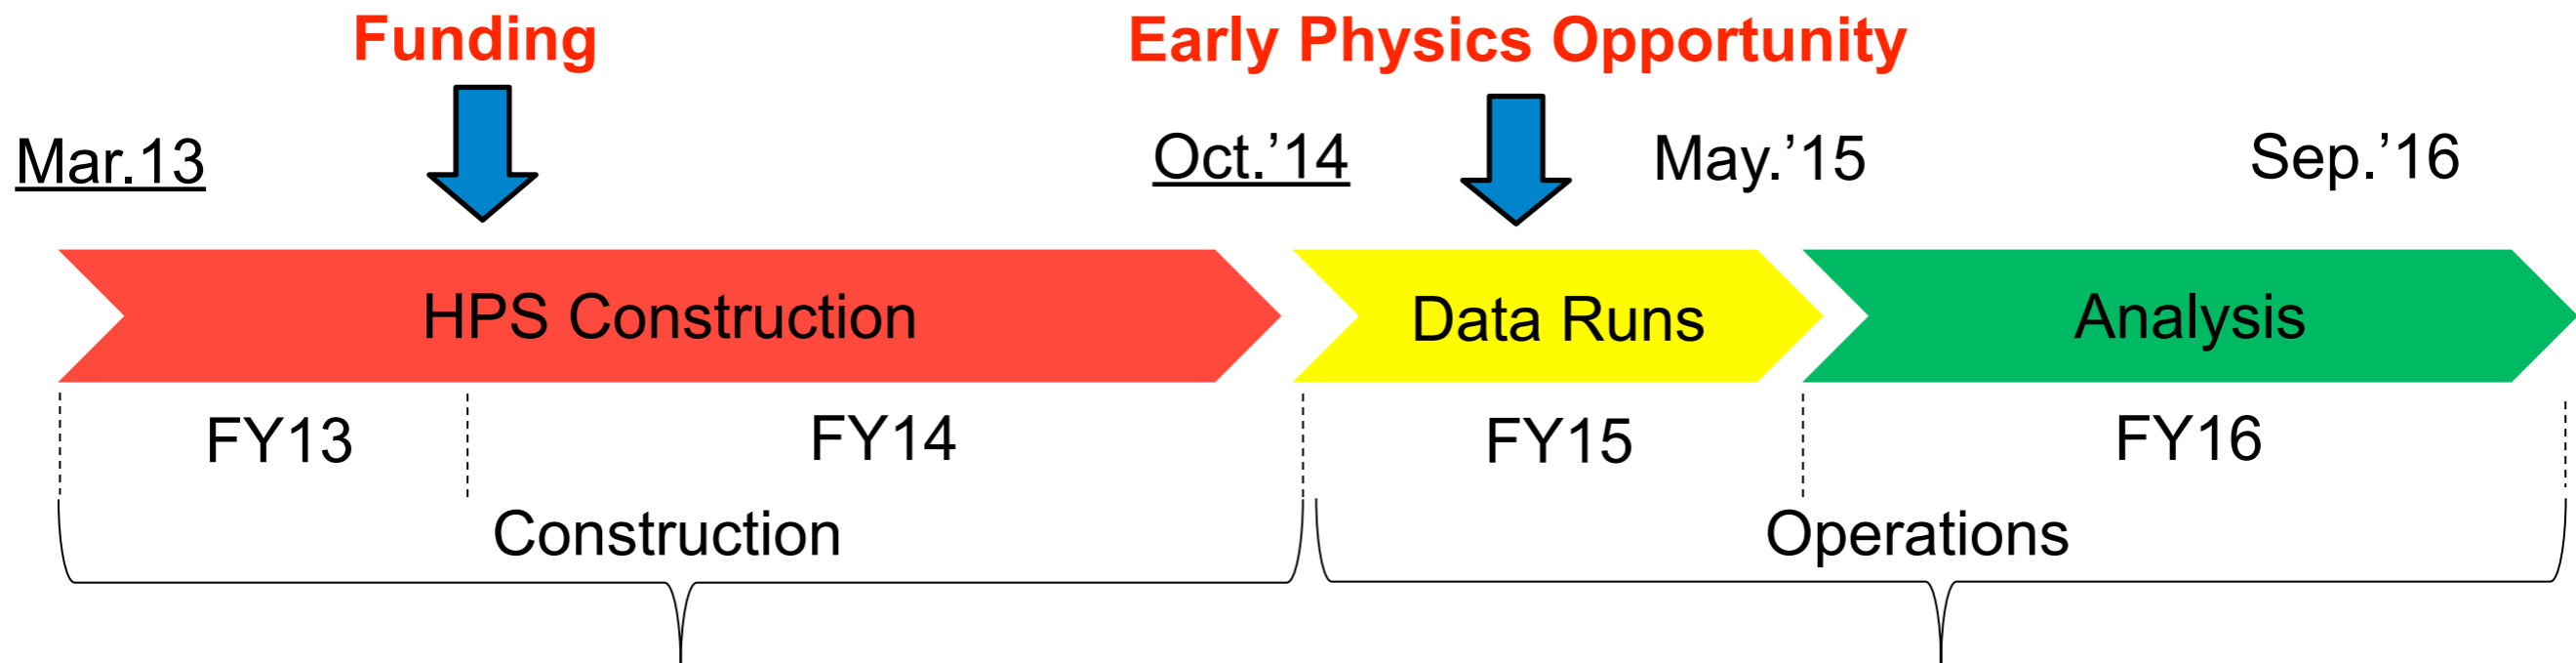 Funding
Early Physics Opportunity
Mar.13
Oct.’14
May.’15
Sep.’16
HPS Construction
Data Runs
Analysis
FY13
FY14
FY15
FY16
Construction
Operations